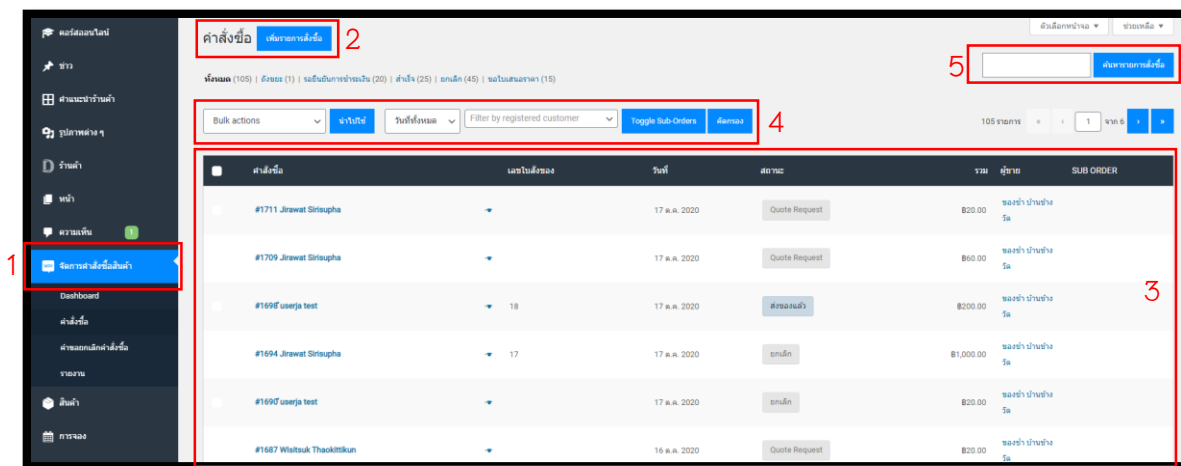 ตัวเลือกหน้าจอ ช่วยเหลือ
คอร์สออนไลน์
ข่าว
คำแนะนำร้านค้า
รูปภาพต่าง ๆ
ร้านค้า
หน้า
ความเห็น 1
1 จัดการคำสั่งซื้อสินค้า
Dashboard
คำสั่งซื้อ
คำขอยกเลิกคำสั่งซื้อ
รายงาน
สินค้า
การจอง
คำสั่งซื้อ เพิ่มรายการสั่งซื้อ 2
5 ค้นหารายการสั่งซื้อ
ทั้งหมด (105) | ถังขยะ (1) | รอยืนยันการชำระเงิน (20) | สำเร็จ (25) | ยกเลิก (45) | ขอใบเสนอราคา (15)
Bulk actions นำไปใช้ วันที่ทั้งหมด Filter by registered customer Toggle Sub-Orders คัดกรอง 4
105 รายการ « ‹ 1 จาก 6 › »
คำสั่งซื้อ เลขใบสั่งของ วันที่ สถานะ รวม ผู้ขาย SUB ORDER
#1711 Jirawat Sirisupha 17 ต.ค. 2020 Quote Request ฿20.00 ของชำ บ้านข้าง
วัด
#1709 Jirawat Sirisupha 17 ต.ค. 2020 Quote Request ฿60.00 ของชำ บ้านข้าง
วัด
#1698 userja test 18 17 ต.ค. 2020 ส่งของแล้ว ฿200.00 ของชำ บ้านข้าง
วัด
3
#1694 Jirawat Sirisupha 17 17 ต.ค. 2020 ยกเลิก ฿1,000.00 ของชำ บ้านข้าง
วัด
#1690 userja test 17 ต.ค. 2020 ยกเลิก ฿20.00 ของชำ บ้านข้าง
วัด
#1687 Wisitsuk Thaokittikun 16 ต.ค. 2020 Quote Request ฿20.00 ของชำ บ้านข้าง
วัด